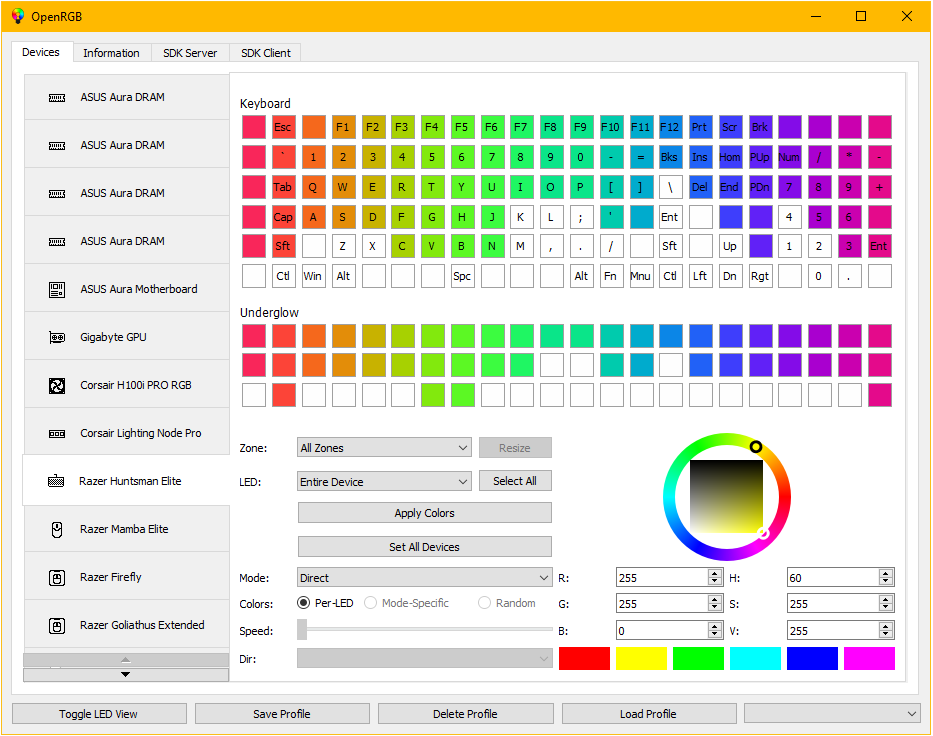 OpenRGB
Devices Information SDK Server SDK Client
ASUS Aura DRAM
ASUS Aura DRAM
ASUS Aura DRAM
ASUS Aura DRAM
ASUS Aura Motherboard
Gigabyte GPU
Corsair H100i PRO RGB
Corsair Lighting Node Pro
Razer Huntsman Elite
Razer Mamba Elite
Razer Firefly
Razer Goliathus Extended
Keyboard
Esc F1 F2 F3 F4 F5 F6 F7 F8 F9 F10 F11 F12 Prt Scr Brk
` 1 2 3 4 5 6 7 8 9 0 - = Bks Ins Hom PUp Num / * -
Tab Q W E R T Y U I O P [ ] \ Del End PDn 7 8 9 +
Cap A S D F G H J K L ; ' Ent 4 5 6
Sft Z X C V B N M , . / Sft Up 1 2 3 Ent
Ctl Win Alt Spc Alt Fn Mnu Ctl Lft Dn Rgt 0 .
Underglow
Zone: All Zones Resize
LED: Entire Device Select All
Apply Colors
Set All Devices
Mode: Direct R: 255 H: 60
Colors: Per-LED Mode-Specific Random G: 255 S: 255
Speed: B: 0 V: 255
Dir:
Toggle LED View Save Profile Delete Profile Load Profile